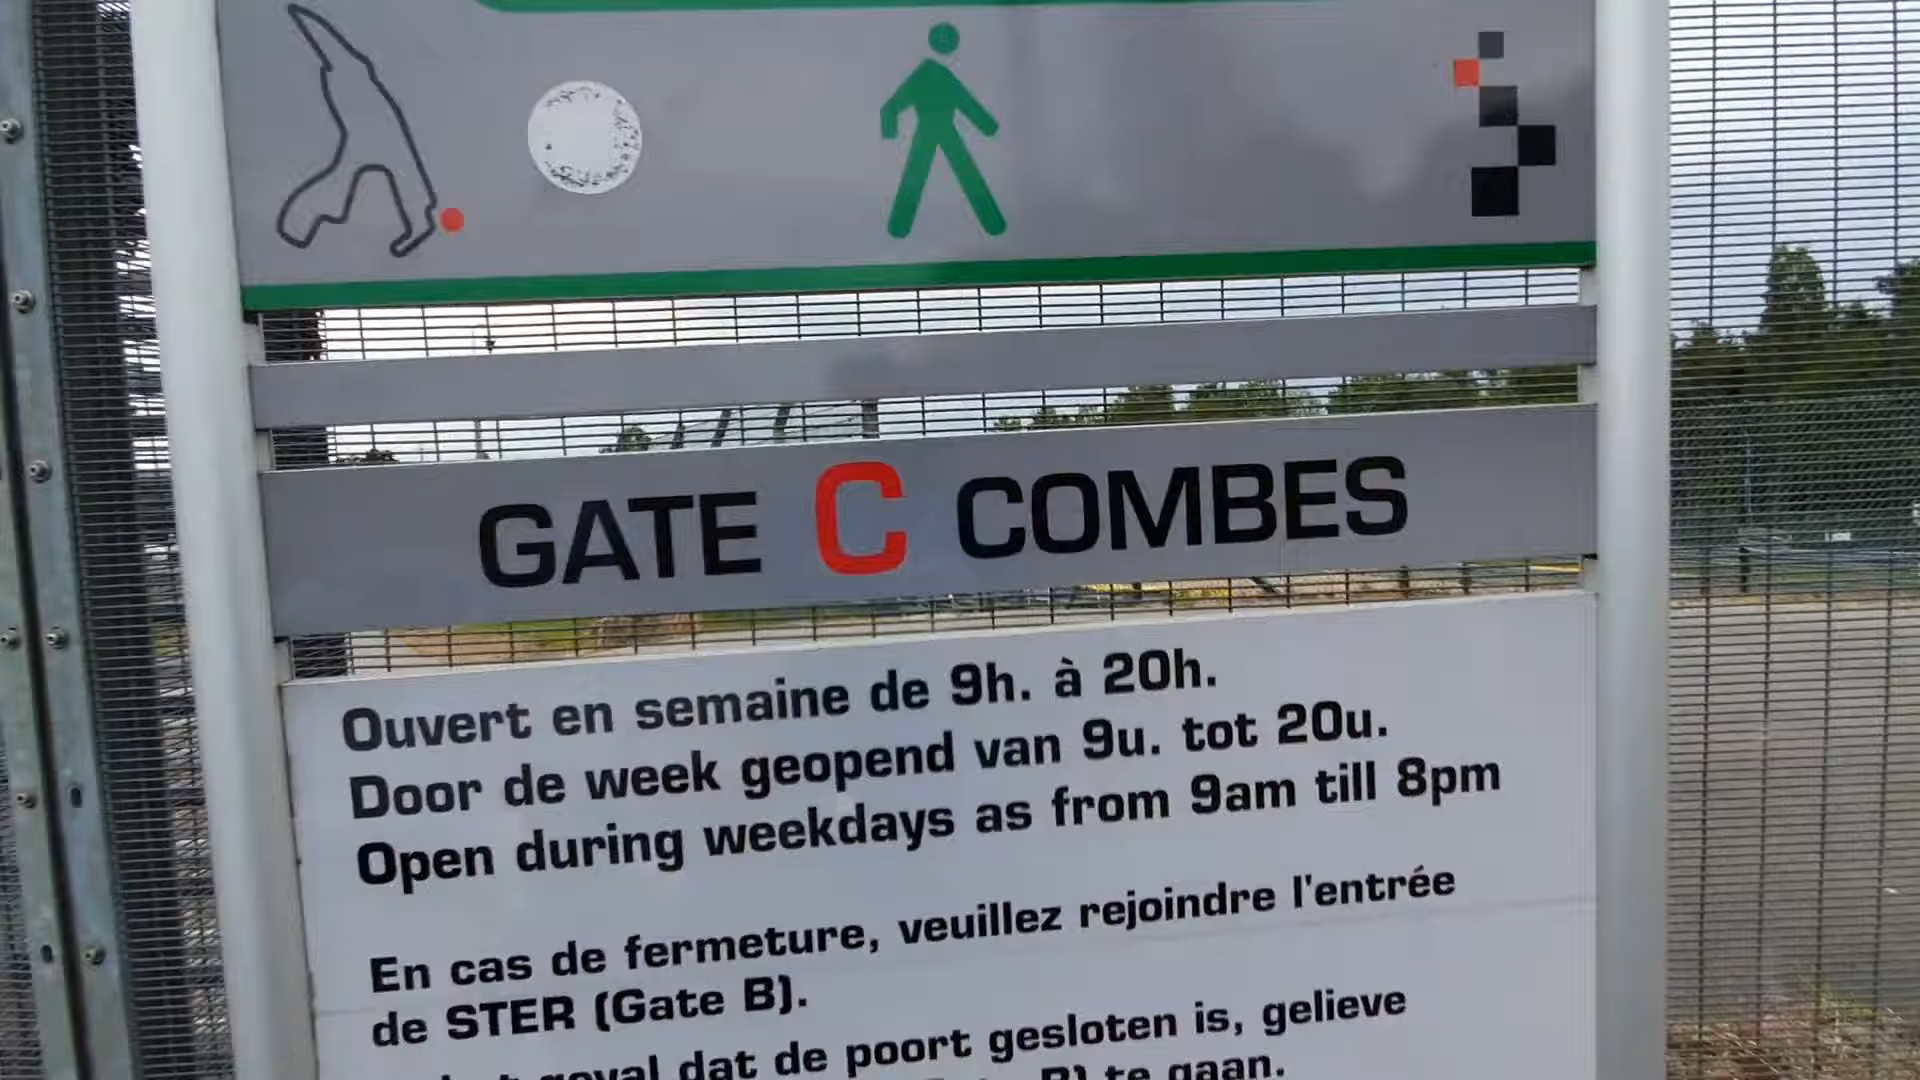 GATE C COMBES
Ouvert en semaine de 9h. à 20h.
Door de week geopend van 9u. tot 20u.
Open during weekdays as from 9am till 8pm
En cas de fermeture, veuillez rejoindre l'entrée
de STER (Gate B).
dat de poort gesloten is, gelieve
B) te gaan.